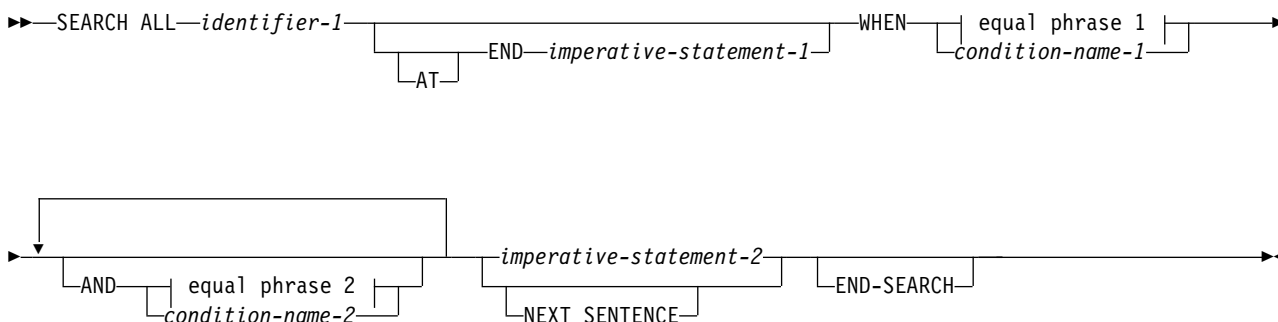 SEARCH ALL identifier-1 WHEN equal phrase 1
END imperative-statement-1 condition-name-1
AT
imperative-statement-2
AND equal phrase 2 END-SEARCH
condition-name-2 NEXT SENTENCE